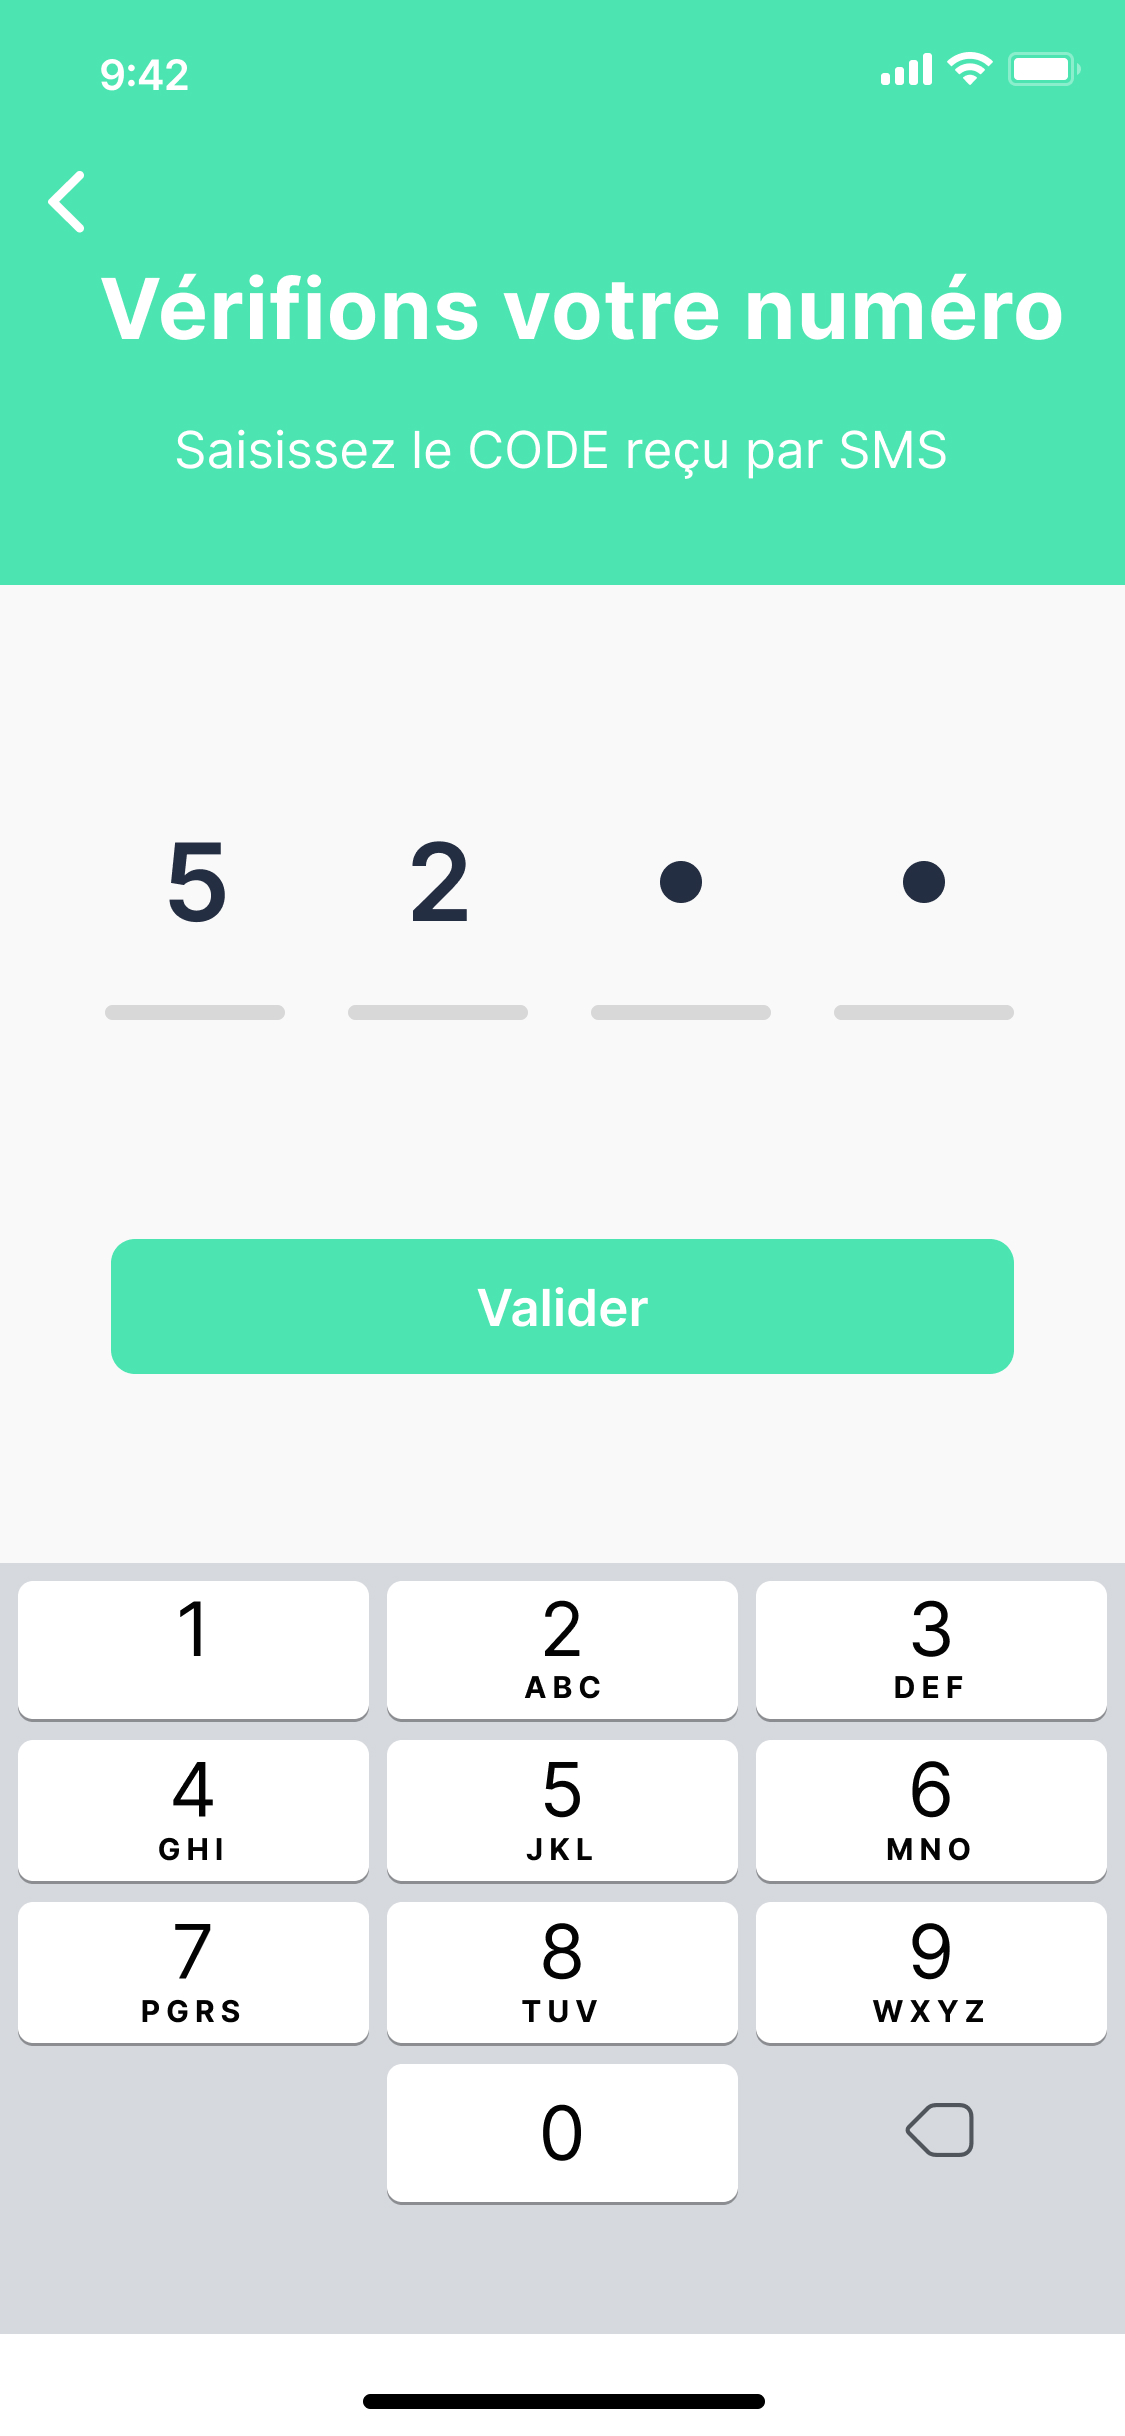 9:42
Vérifions votre numéro
Saisissez le CODE reçu par SMS
5 2 • •
Valider
1 2 3
ABC DEF
4 5 6
GHI JKL MNO
7 8 9
PGRS TUV WXYZ
0